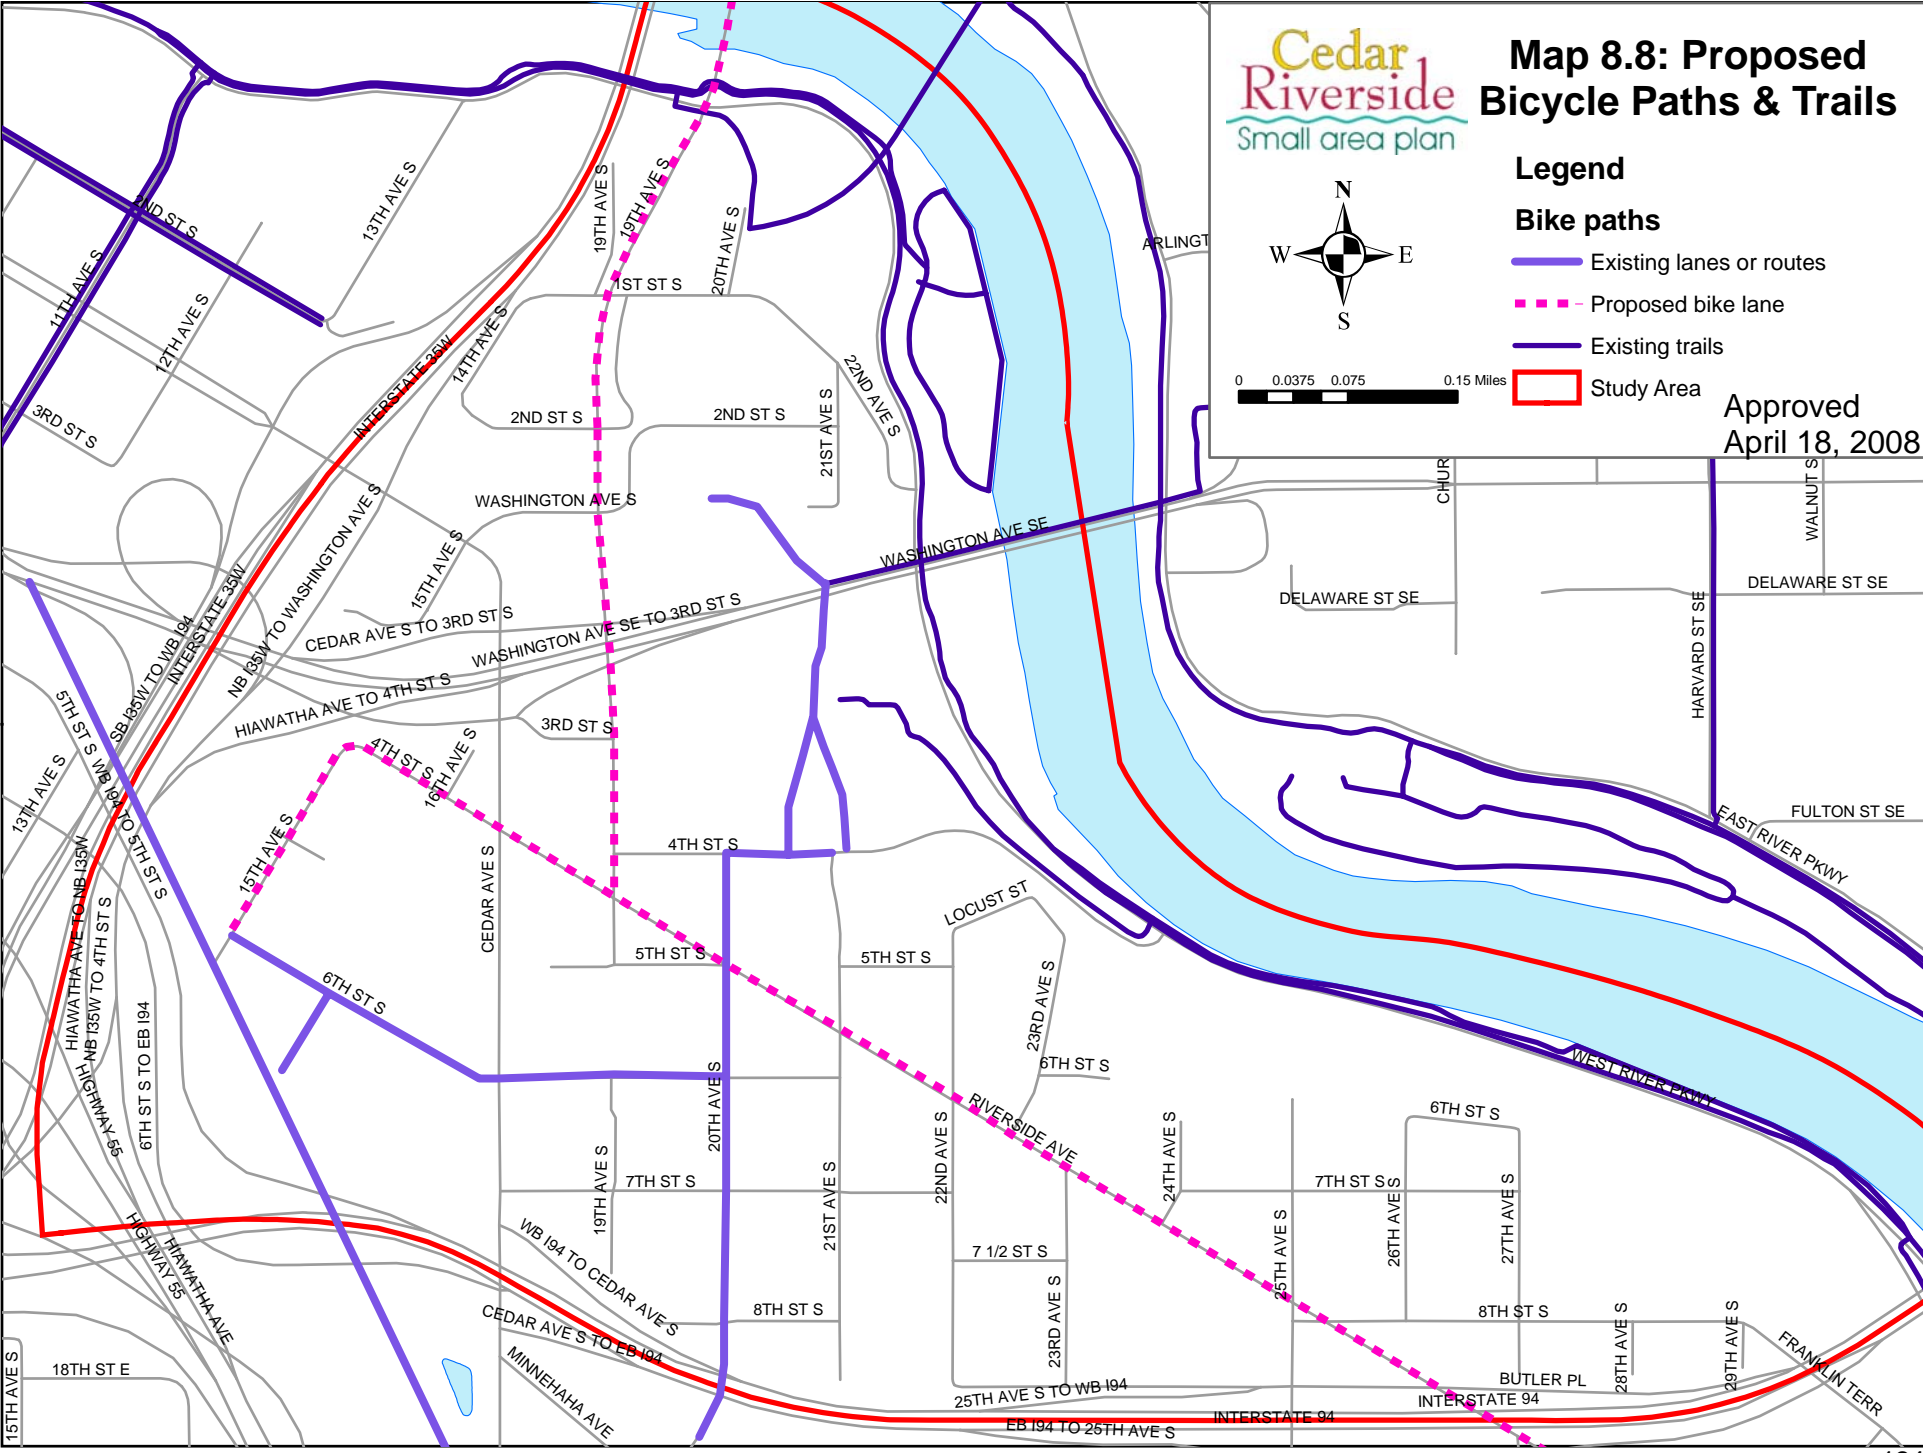 Cedar
Riverside
Small area plan
Map 8.8: Proposed
Bicycle Paths & Trails
Legend
Bike paths
Existing lanes or routes
Proposed bike lane
Existing trails
Study Area
Approved
April 18, 2008
N
W
E
S
0
0.0375
0.075
0.15 Miles
2ND ST S
13TH AVE S
11TH AVE S
12TH AVE S
3RD ST S
19TH AVE S
19TH AVE S
20TH AVE S
1ST ST S
INTERSTATE 35W
14TH AVE S
2ND ST S
2ND ST S
21ST AVE S
22ND AVE S
WASHINGTON AVE S
15TH AVE S
NB I35W TO WASHINGTON AVE S
WASHINGTON AVE SE
ARLINGT
CHUR
WALNUT S
DELAWARE ST SE
DELAWARE ST SE
HARVARD ST SE
CEDAR AVE S TO 3RD ST S
WASHINGTON AVE SE TO 3RD ST S
HIAWATHA AVE TO 4TH ST S
SB I35W TO WB I94
INTERSTATE 35W
3RD ST S
4TH ST S
16TH AVE S
5TH ST S
WB I94 TO 5TH ST S
13TH AVE S
15TH AVE S
HIAWATHA AVE TO NB I35W
NB I35W TO 4TH ST S
CEDAR AVE S
4TH ST S
FULTON ST SE
EAST RIVER PKWY
LOCUST ST
5TH ST S
5TH ST S
6TH ST S
23RD AVE S
6TH ST S
HIGHWAY 55
6TH ST S TO EB I94
20TH AVE S
WEST RIVER PKWY
RIVERSIDE AVE
22ND AVE S
24TH AVE S
6TH ST S
19TH AVE S
7TH ST S
21ST AVE S
7TH ST S
26TH AVE S
27TH AVE S
25TH AVE S
7 1/2 ST S
HIGHWAY 55
HIAWATHA AVE
WB I94 TO CEDAR AVE S
CEDAR AVE S TO EB I94
8TH ST S
23RD AVE S
8TH ST S
28TH AVE S
29TH AVE S
FRANKLIN TERR
15TH AVE S
18TH ST E
MINNEHAHA AVE
25TH AVE S TO WB I94
BUTLER PL
INTERSTATE 94
INTERSTATE 94
EB I94 TO 25TH AVE S